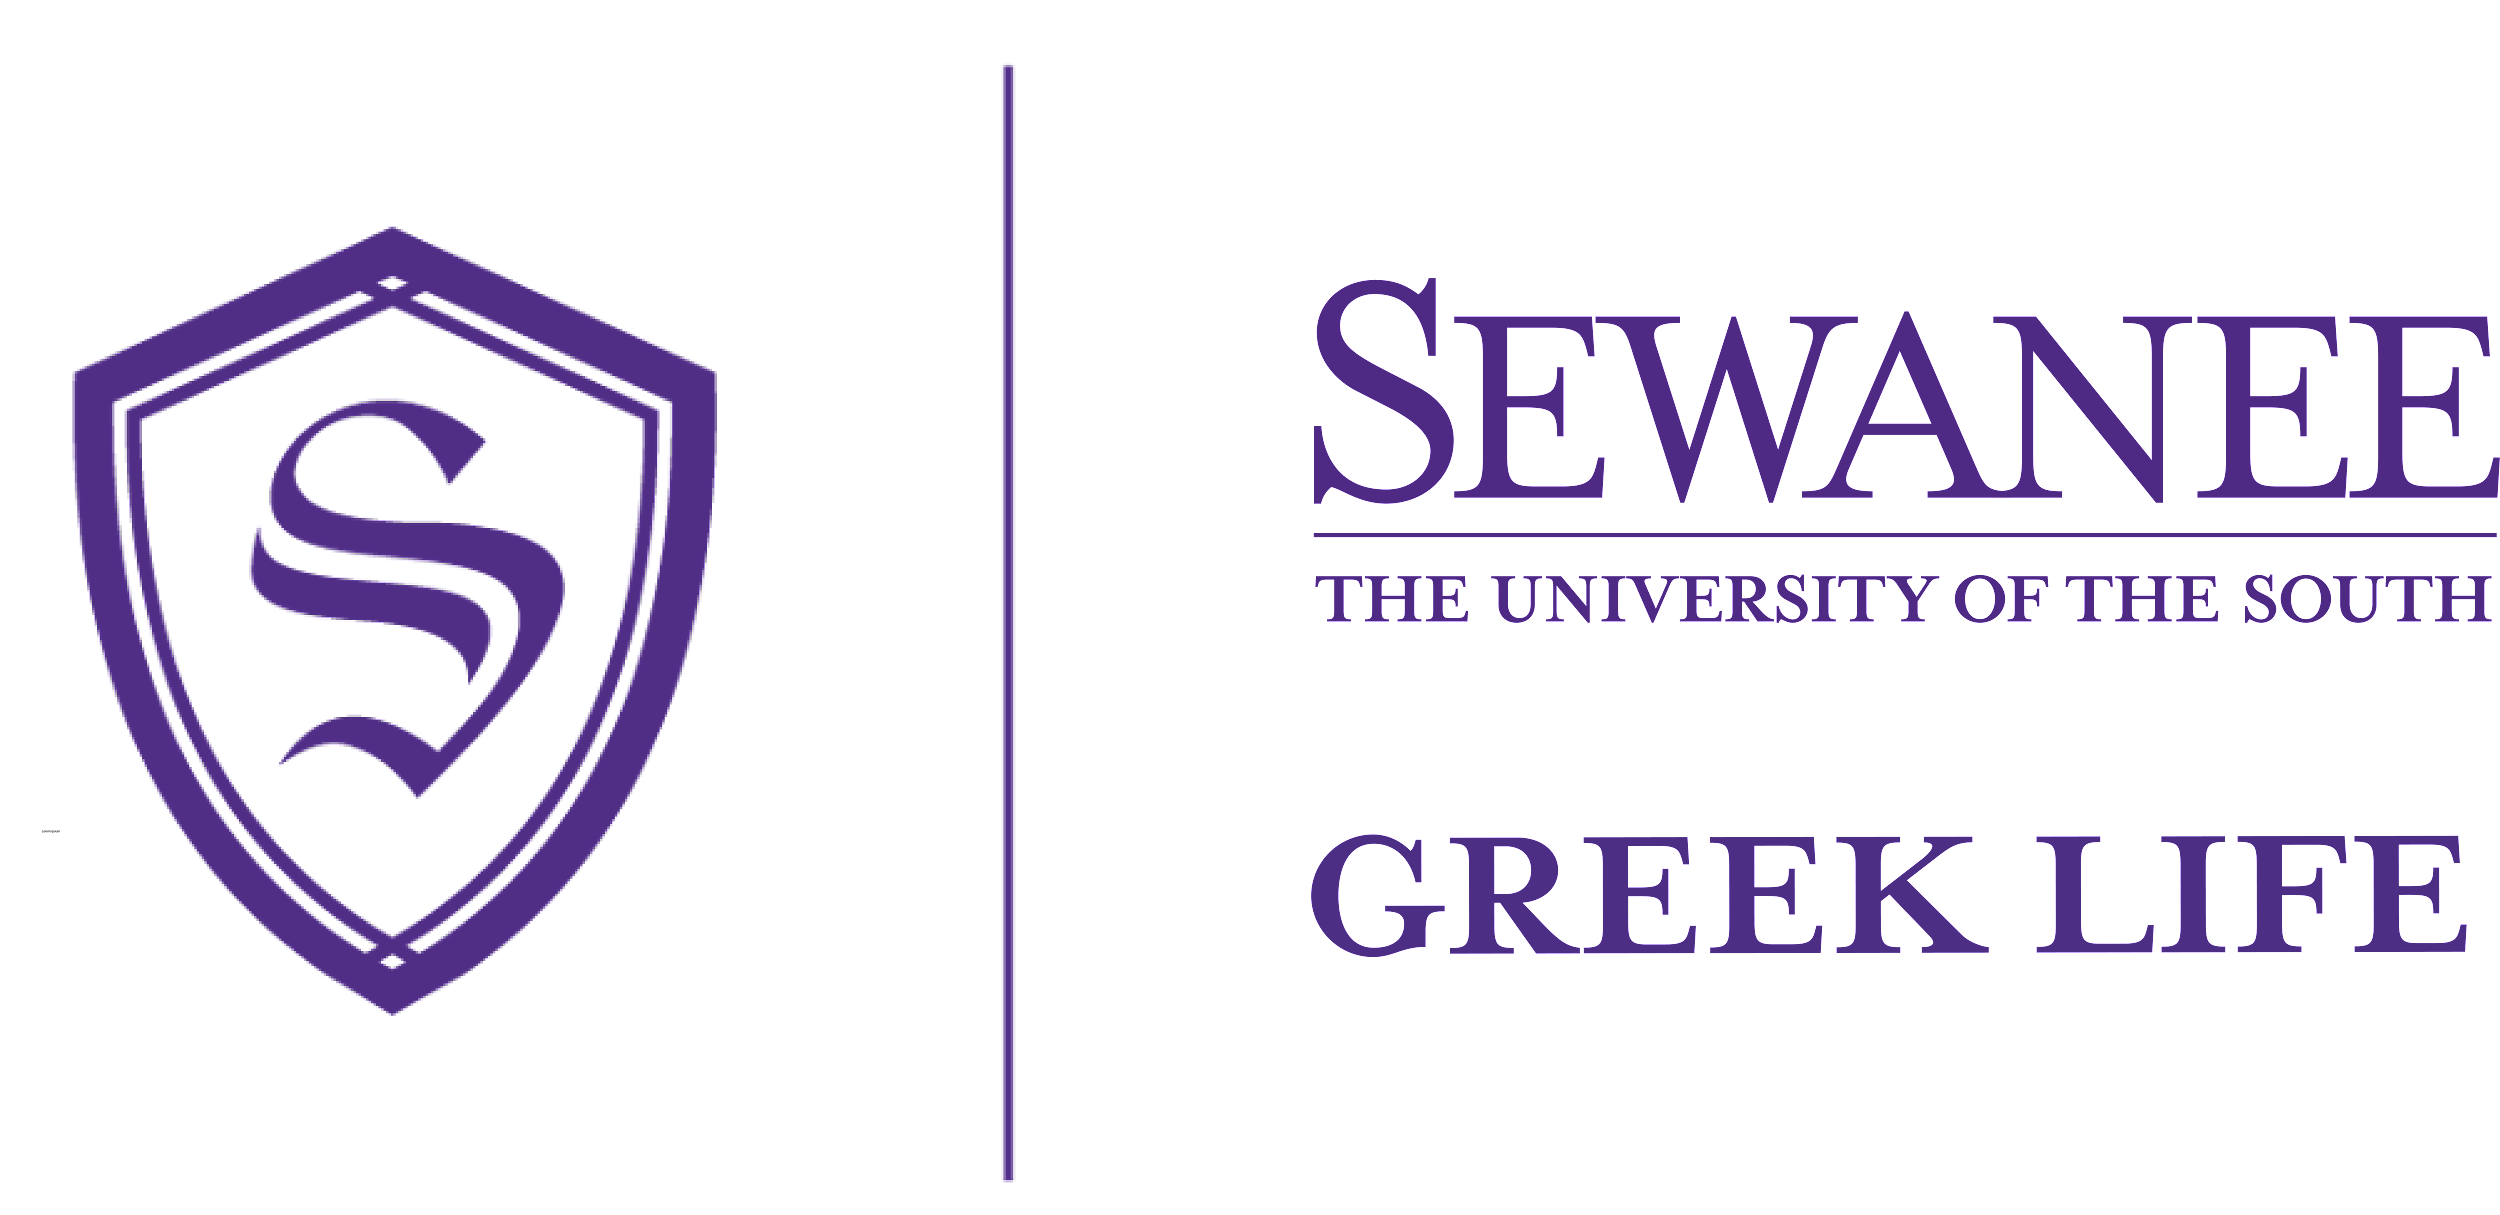 S
SEWANEE
THE UNIVERSITY OF THE SOUTH
GREEK LIFE